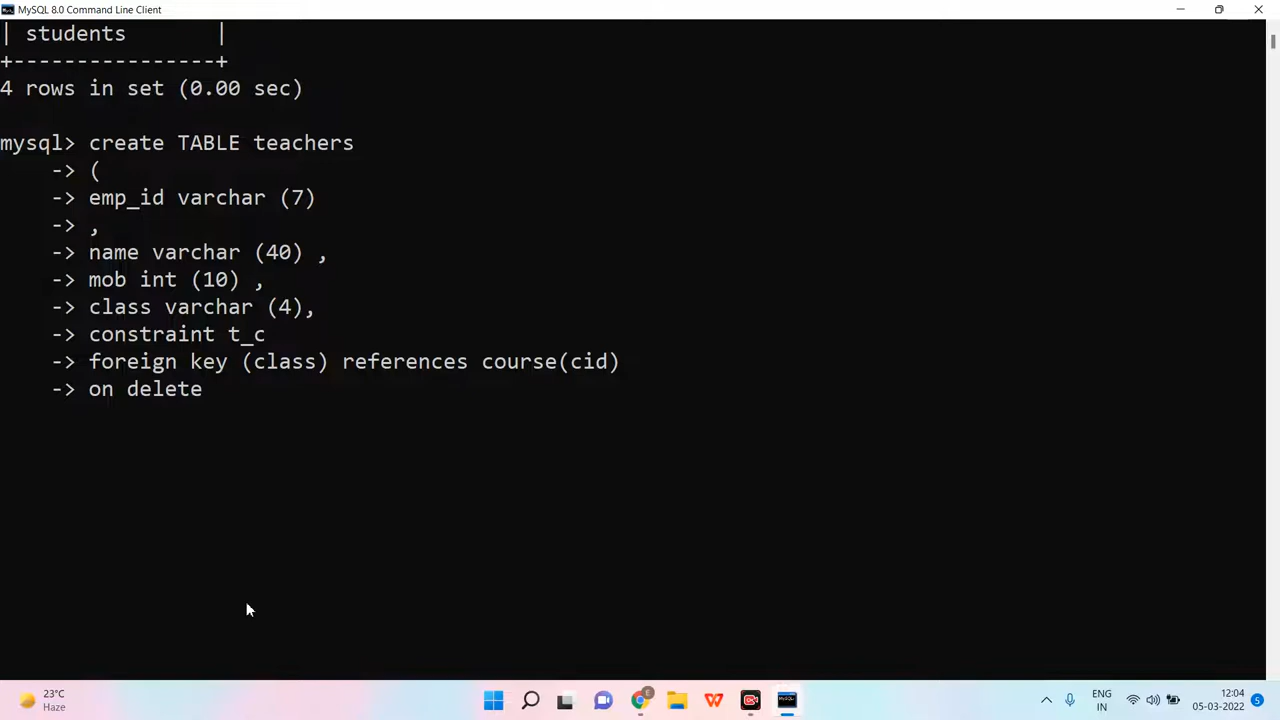 MySQL 8.0 Command Line Client
| students       |
+----------------+
4 rows in set (0.00 sec)
mysql> create TABLE teachers
-> (
-> emp_id varchar (7)
-> ,
-> name varchar (40) ,
-> mob int (10) ,
-> class varchar (4),
-> constraint t_c
-> foreign key (class) references course(cid)
-> on delete
23°C
Haze
ENG
IN
12:04
05-03-2022
5